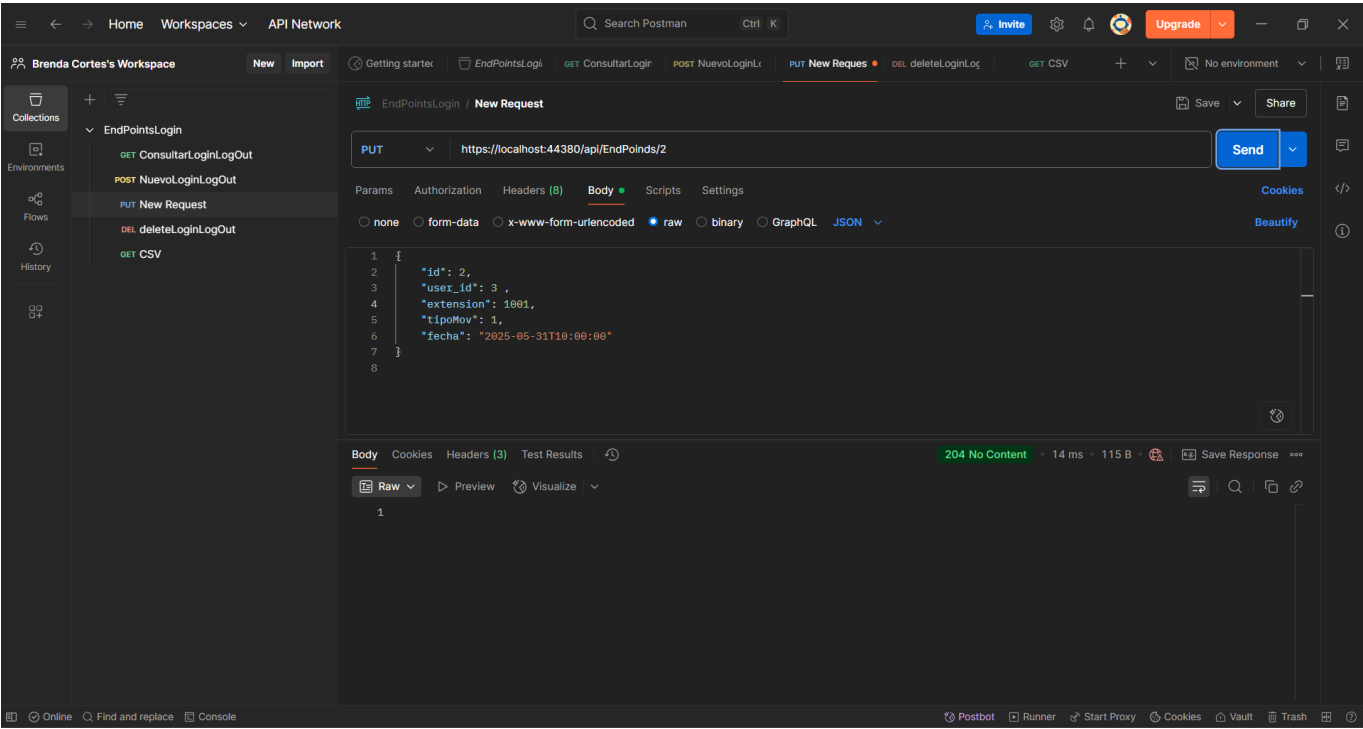 Home Workspaces API Network Search Postman Ctrl K Invite Upgrade
Brenda Cortes's Workspace New Import Getting starte EndPointsLogi GET ConsultarLogin POST NuevoLoginL PUT New Reques DEL deleteLoginLog GET CSV No environment
Collections
Environments
Flows
History
EndPointsLogin
GET ConsultarLoginLogOut
POST NuevoLoginLogOut
PUT New Request
DEL deleteLoginLogOut
GET CSV
HTTP EndPointsLogin / New Request Save Share
PUT https://localhost:44380/api/EndPoinds/2 Send
Params Authorization Headers (8) Body Scripts Settings Cookies
none form-data x-www-form-urlencoded raw binary GraphQL JSON Beautify
1 {
2 "id": 2,
3 "user_id": 3 ,
4 "extension": 1001,
5 "tipoMov": 1,
6 "fecha": "2025-05-31T10:00:00"
7 }
8
Body Cookies Headers (3) Test Results 204 No Content 14 ms 115 B Save Response
Raw Preview Visualize
1
Online Find and replace Console Postbot Runner Start Proxy Cookies Vault Trash